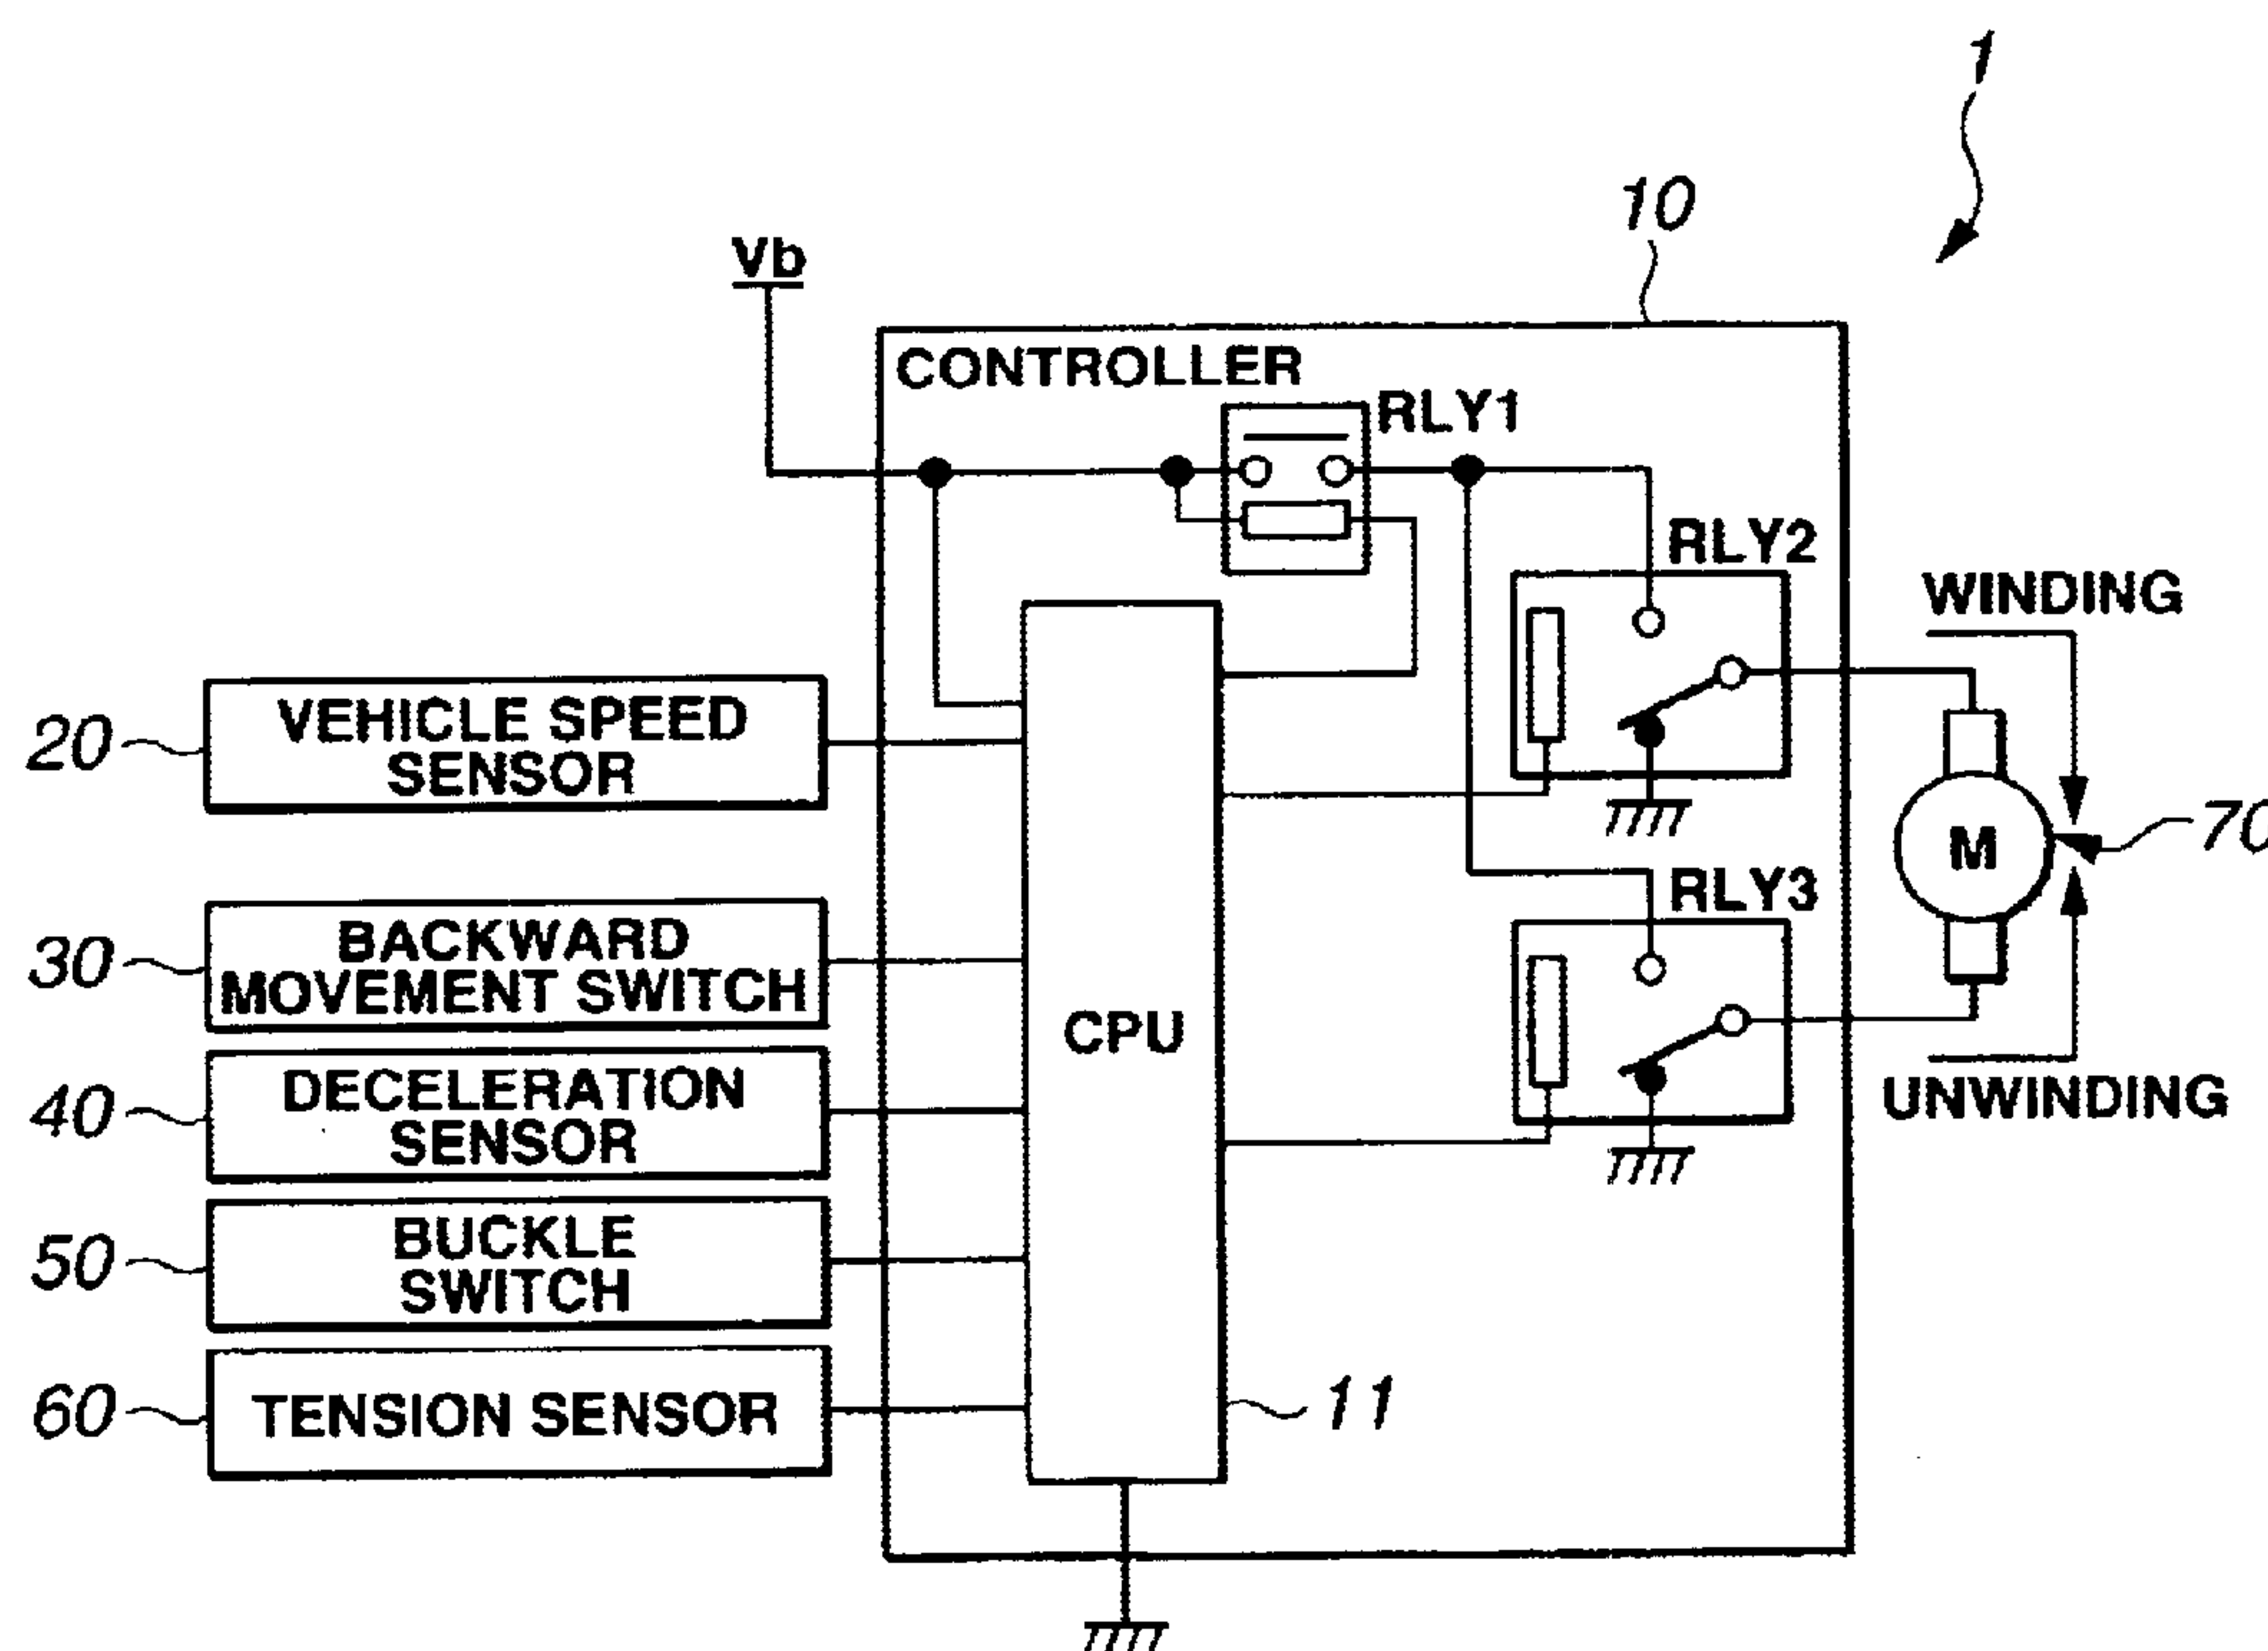 1
10
Vb
CONTROLLER
RLY1
RLY2
WINDING
20
VEHICLE SPEED
SENSOR
M
70
RLY3
30
BACKWARD
MOVEMENT SWITCH
CPU
40
DECELERATION
SENSOR
UNWINDING
50
BUCKLE
SWITCH
60
TENSION SENSOR
11